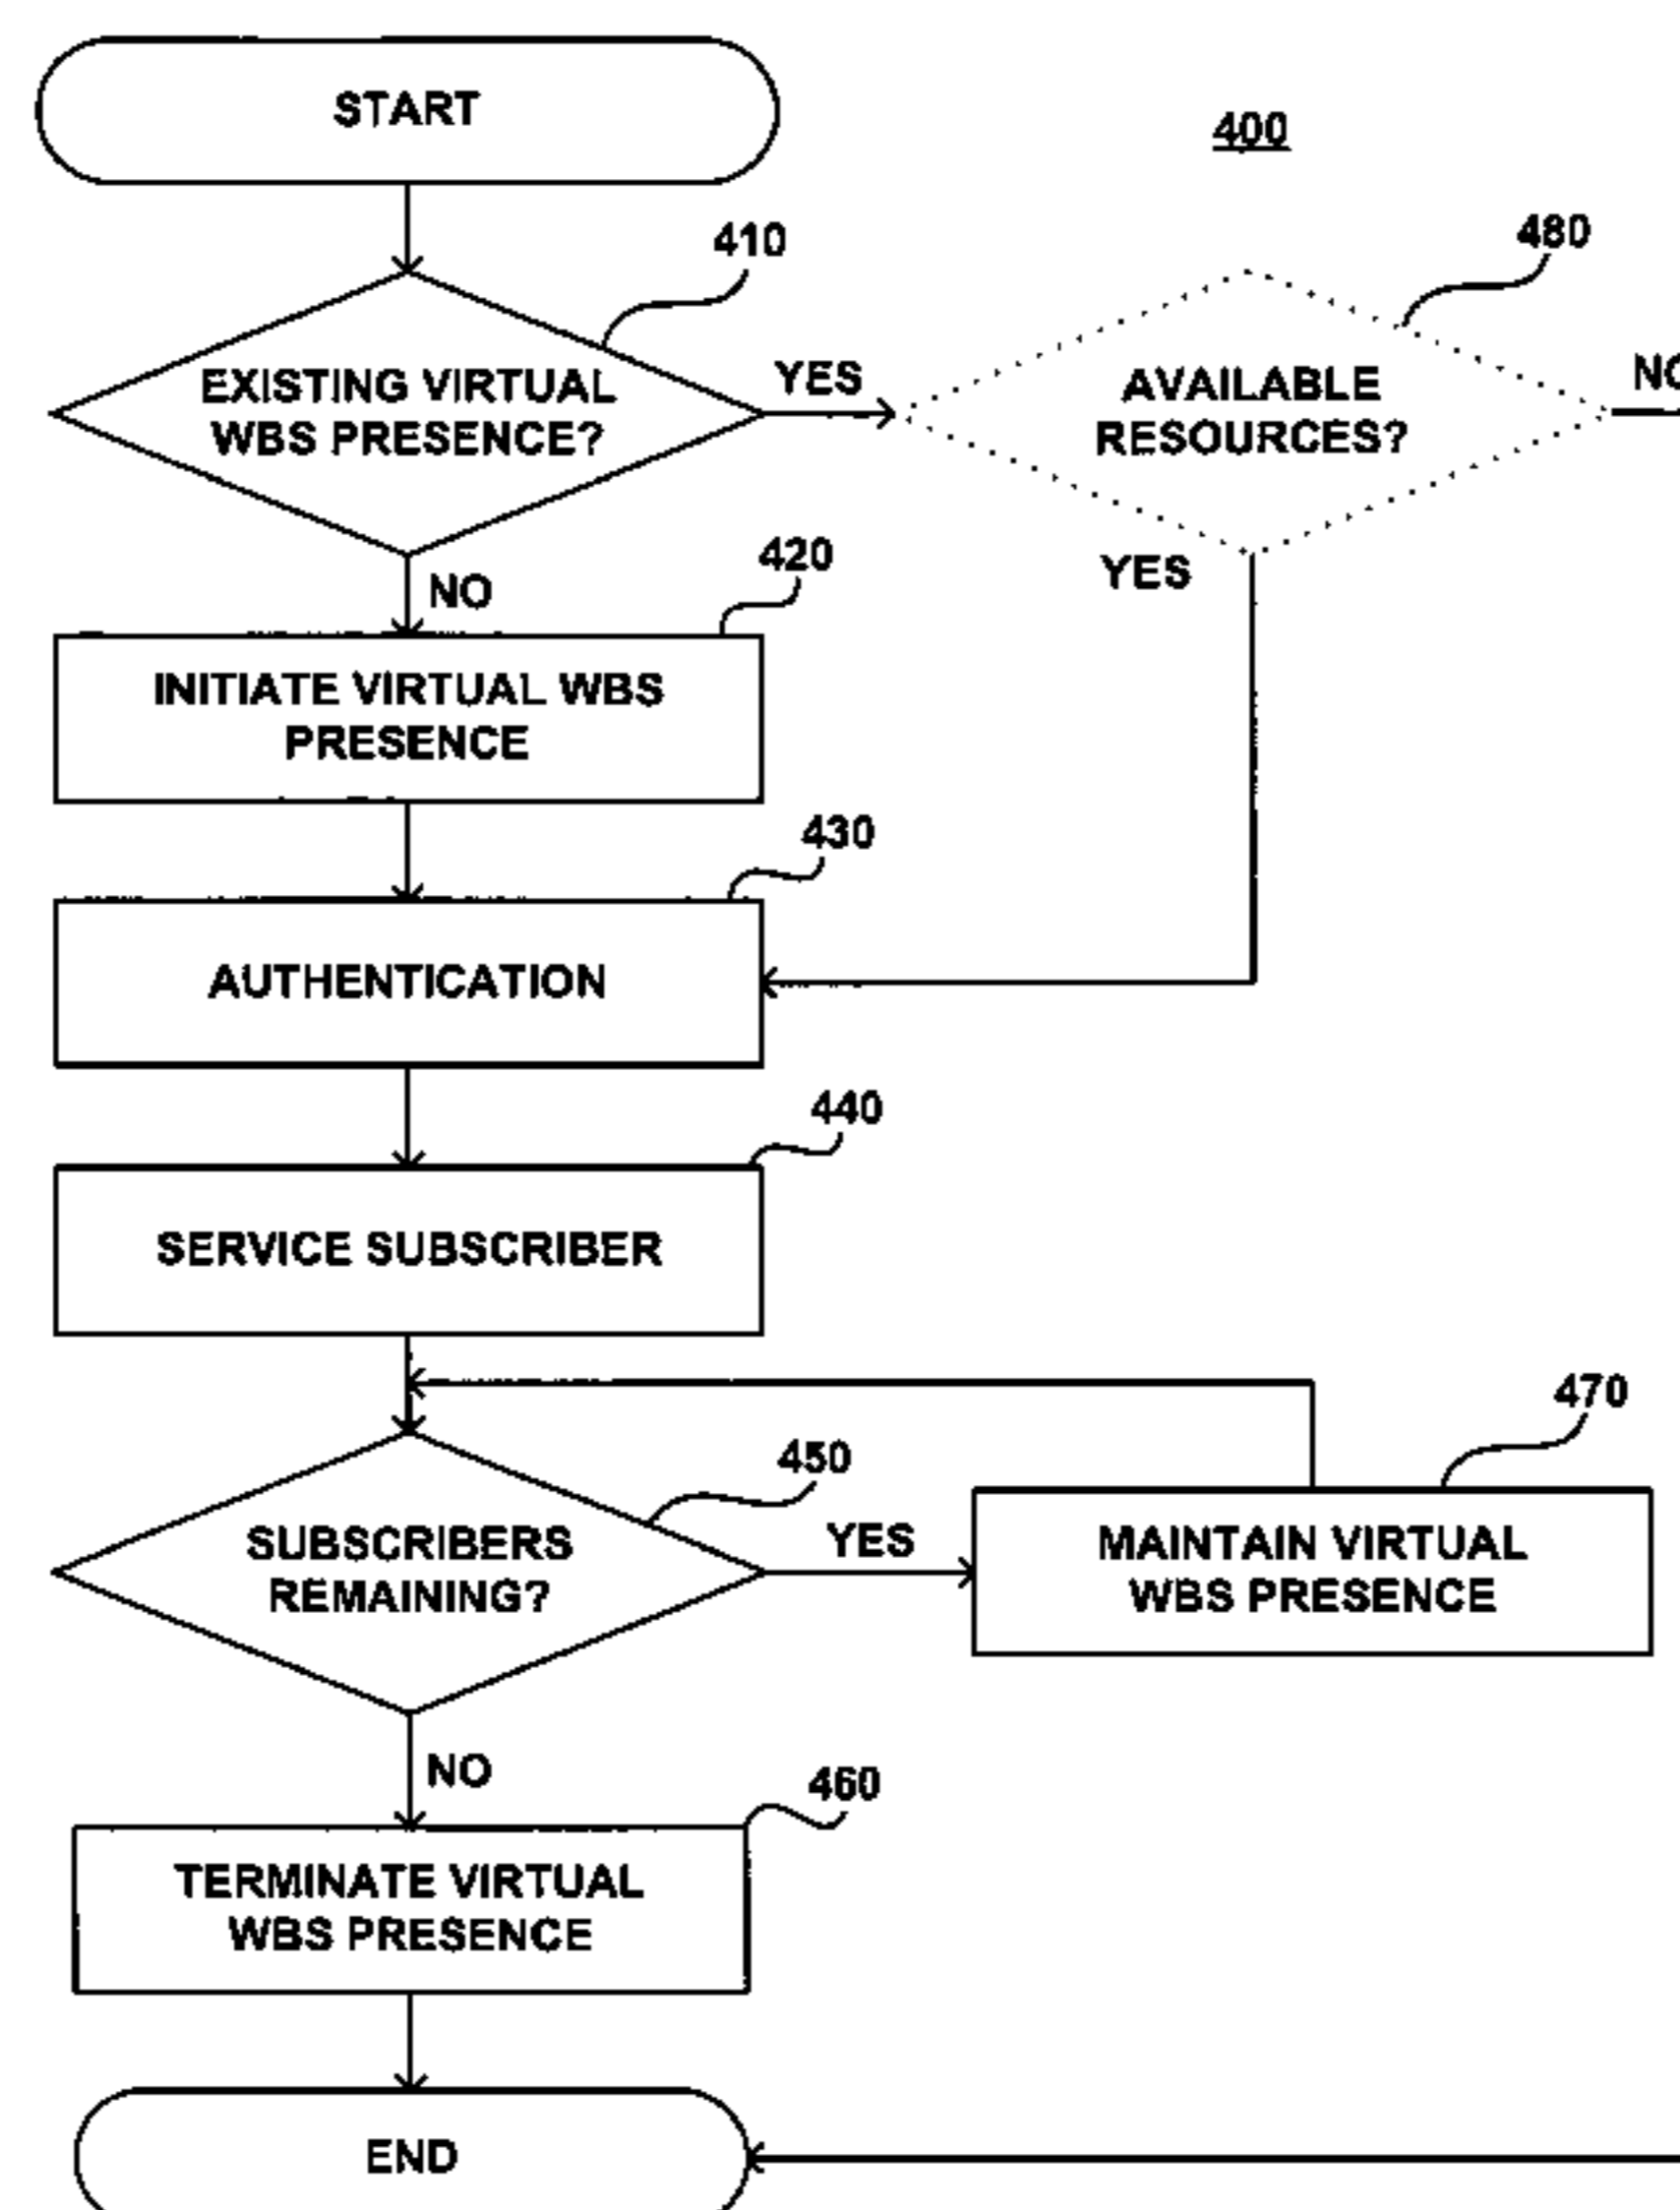 START
400
410
480
EXISTING VIRTUAL
WBS PRESENCE?
YES
AVAILABLE
RESOURCES?
NO
YES
NO
420
INITIATE VIRTUAL WBS
PRESENCE
430
AUTHENTICATION
440
SERVICE SUBSCRIBER
470
450
SUBSCRIBERS
REMAINING?
YES
MAINTAIN VIRTUAL
WBS PRESENCE
NO
460
TERMINATE VIRTUAL
WBS PRESENCE
END